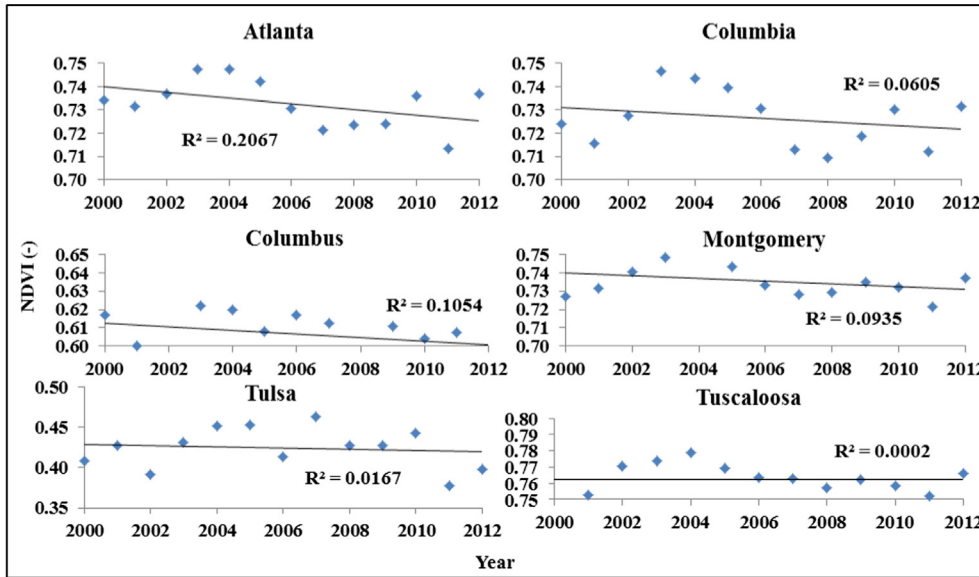 Atlanta
0.75
0.74
0.73
0.72
0.71
0.70
R² = 0.2067
2000 2002 2004 2006 2008 2010 2012
Columbia
0.75
0.74
0.73
0.72
0.71
0.70
R² = 0.0605
2000 2002 2004 2006 2008 2010 2012
NDVI (-)
Columbus
0.65
0.64
0.63
0.62
0.61
0.60
R² = 0.1054
2000 2002 2004 2006 2008 2010 2012
Montgomery
0.75
0.74
0.73
0.72
0.71
0.70
R² = 0.0935
2000 2002 2004 2006 2008 2010 2012
Tulsa
0.50
0.45
0.40
0.35
R² = 0.0167
2000 2002 2004 2006 2008 2010 2012
Tuscaloosa
0.80
0.79
0.78
0.77
0.76
0.75
R² = 0.0002
2000 2002 2004 2006 2008 2010 2012
Year